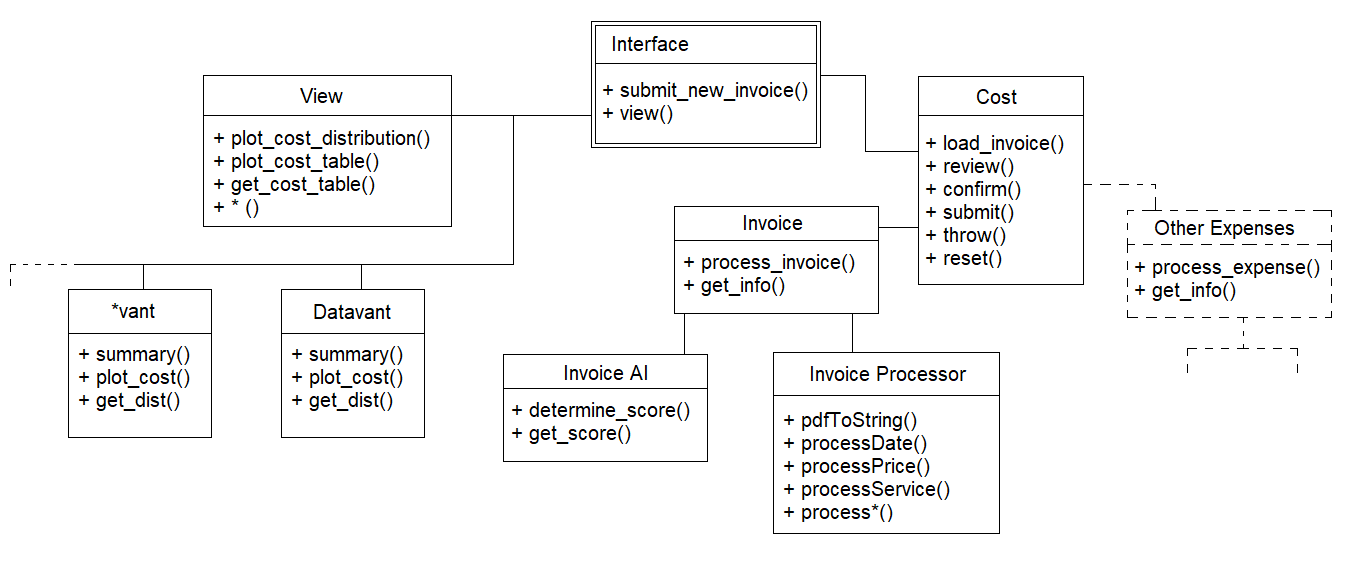 Interface
+ submit_new_invoice()
+ view()
View
+ plot_cost_distribution()
+ plot_cost_table()
+ get_cost_table()
+ * ()
Cost
+ load_invoice()
+ review()
+ confirm()
+ submit()
+ throw()
+ reset()
Invoice
+ process_invoice()
+ get_info()
Other Expenses
+ process_expense()
+ get_info()
*vant
+ summary()
+ plot_cost()
+ get_dist()
Datavant
+ summary()
+ plot_cost()
+ get_dist()
Invoice AI
+ determine_score()
+ get_score()
Invoice Processor
+ pdfToString()
+ processDate()
+ processPrice()
+ processService()
+ process*()